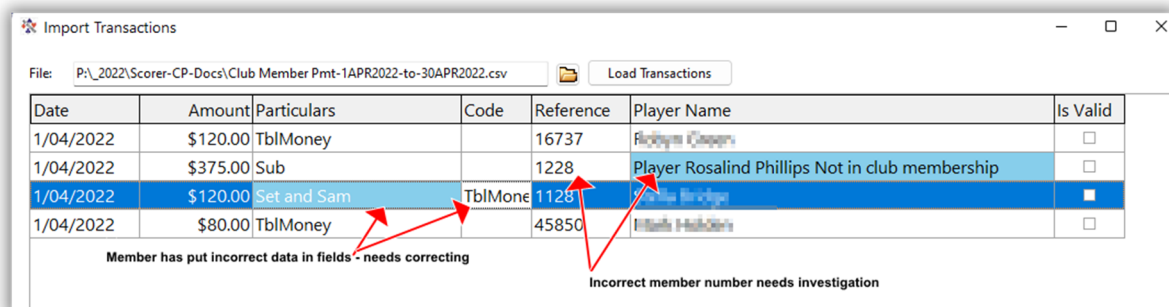 Import Transactions
File: P:\_2022\Scorer-CP-Docs\Club Member Pmt-1APR2022-to-30APR2022.csv Load Transactions
Date Amount Particulars Code Reference Player Name Is Valid
1/04/2022 $120.00 TblMoney 16737
1/04/2022 $375.00 Sub 1228 Player Rosalind Phillips Not in club membership
1/04/2022 $120.00 Set and Sam TblMone 1128
1/04/2022 $80.00 TblMoney 45850
Member has put incorrect data in fields - needs correcting
Incorrect member number needs investigation